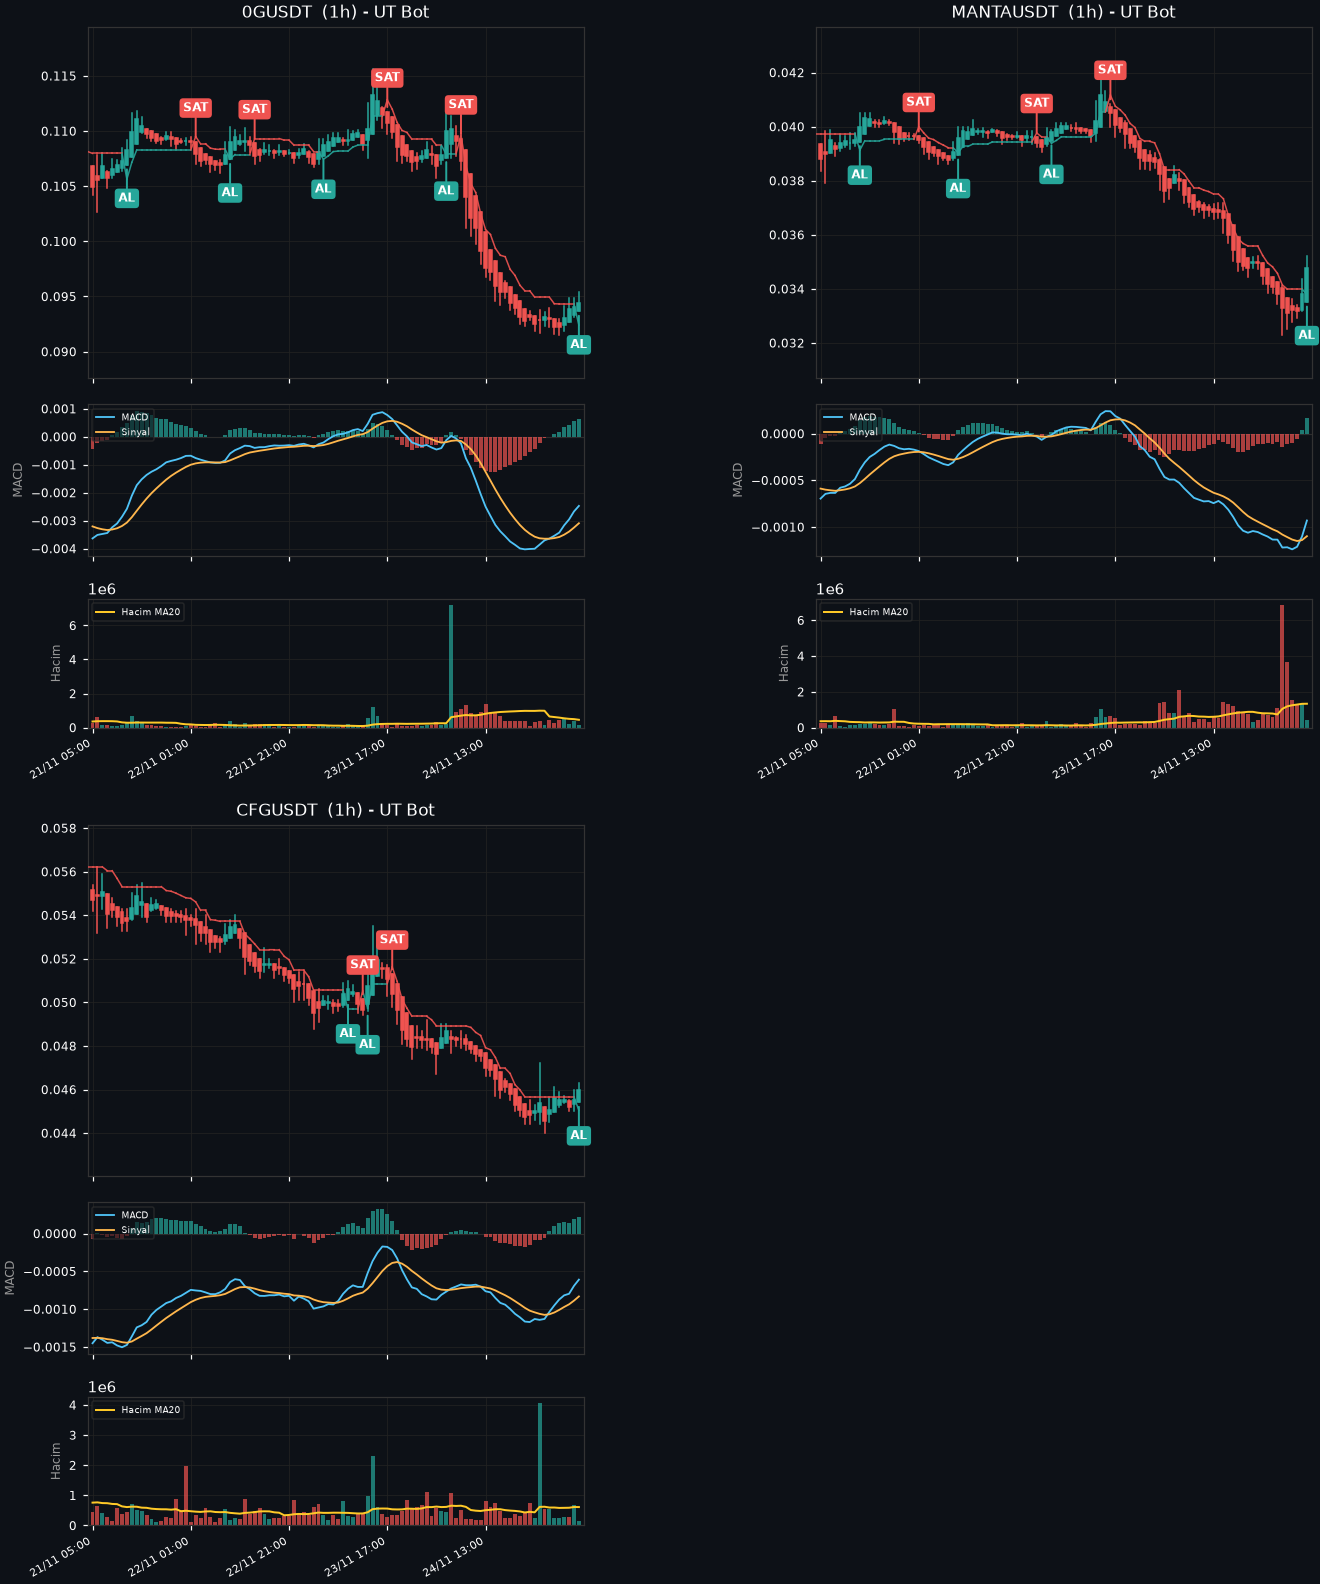 0GUSDT  (1h) - UT Bot
0.115
0.110
0.105
0.100
0.095
0.090
SAT
SAT
SAT
SAT
AL
AL
AL
AL
AL
MACD
0.001
0.000
−0.001
−0.002
−0.003
−0.004
MACD
Sinyal
1e6
Hacim
6
4
2
0
Hacim MA20
21/11 05:00
22/11 01:00
22/11 21:00
23/11 17:00
24/11 13:00
MANTAUSDT  (1h) - UT Bot
0.042
0.040
0.038
0.036
0.034
0.032
SAT
SAT
SAT
AL
AL
AL
AL
MACD
0.0000
−0.0005
−0.0010
MACD
Sinyal
1e6
Hacim
6
4
2
0
Hacim MA20
21/11 05:00
22/11 01:00
22/11 21:00
23/11 17:00
24/11 13:00
CFGUSDT  (1h) - UT Bot
0.058
0.056
0.054
0.052
0.050
0.048
0.046
0.044
SAT
SAT
AL
AL
AL
MACD
0.0000
−0.0005
−0.0010
−0.0015
MACD
Sinyal
1e6
Hacim
4
3
2
1
0
Hacim MA20
21/11 05:00
22/11 01:00
22/11 21:00
23/11 17:00
24/11 13:00